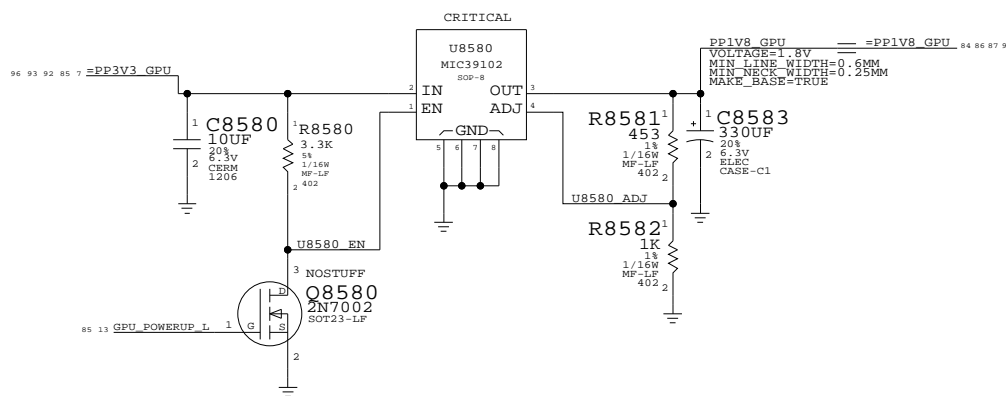 CRITICAL
U8580
MIC39102
SOP-8
PP1V8_GPU
=PP1V8_GPU
84 86 87 9
VOLTAGE=1.8V
MIN_LINE_WIDTH=0.6MM
MIN_NECK_WIDTH=0.25MM
MAKE_BASE=TRUE
96 93 92 85 7
=PP3V3_GPU
2
IN
OUT
3
1
EN
ADJ
4
GND
5
6
7
8
1
C8580
10UF
20%
6.3V
CERM
1206
2
1
R8580
3.3K
5%
1/16W
MF-LF
402
2
R8581
1
453
1%
1/16W
MF-LF
402
2
1
C8583
+
330UF
20%
6.3V
ELEC
CASE-C1
2
U8580_ADJ
R8582
1
1K
1%
1/16W
MF-LF
402
2
U8580_EN
3
NOSTUFF
Q8580
2N7002
SOT23-LF
D
G
S
85 13
GPU_POWERUP_L
1
2